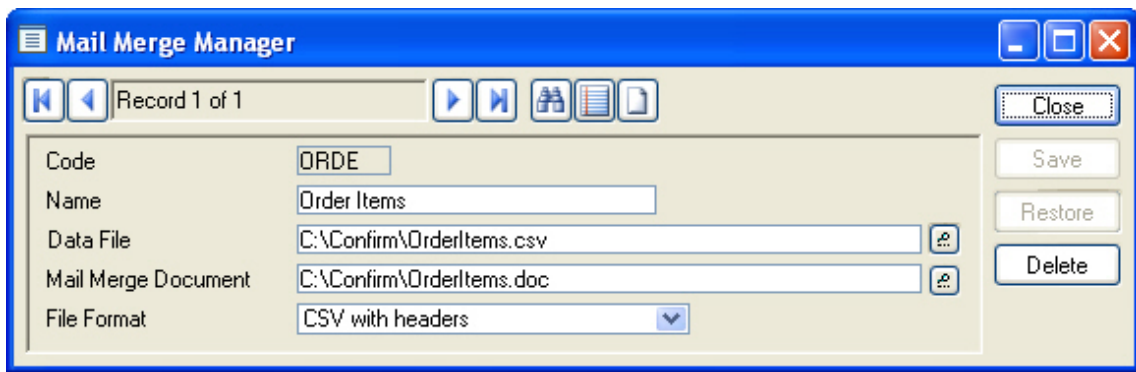 Mail Merge Manager
Record 1 of 1
Close
Code ORDE
Save
Name Order Items
Restore
Data File C:\Confirm\OrderItems.csv
Delete
Mail Merge Document C:\Confirm\OrderItems.doc
File Format CSV with headers